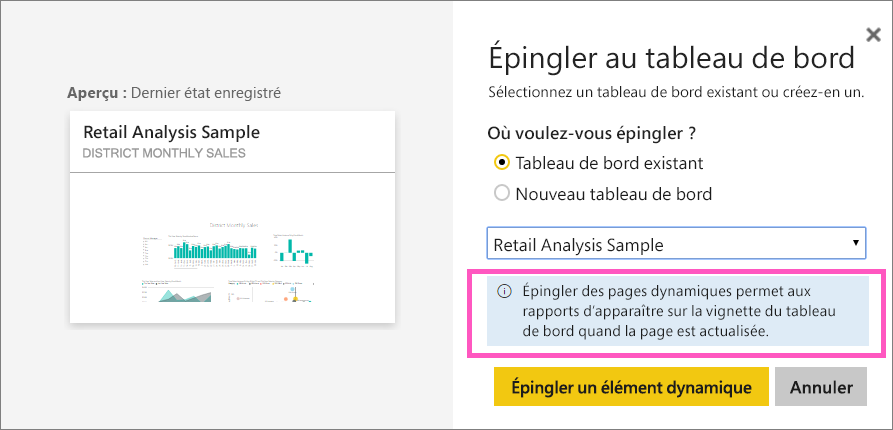 Épingler au tableau de bord
Sélectionnez un tableau de bord existant ou créez-en un.
Aperçu : Dernier état enregistré
Retail Analysis Sample
DISTRICT MONTHLY SALES
District Monthly Sales
Où voulez-vous épingler ?
Tableau de bord existant
Nouveau tableau de bord
Retail Analysis Sample
Épingler des pages dynamiques permet aux
rapports d'apparaître sur la vignette du tableau
de bord quand la page est actualisée.
Épingler un élément dynamique
Annuler